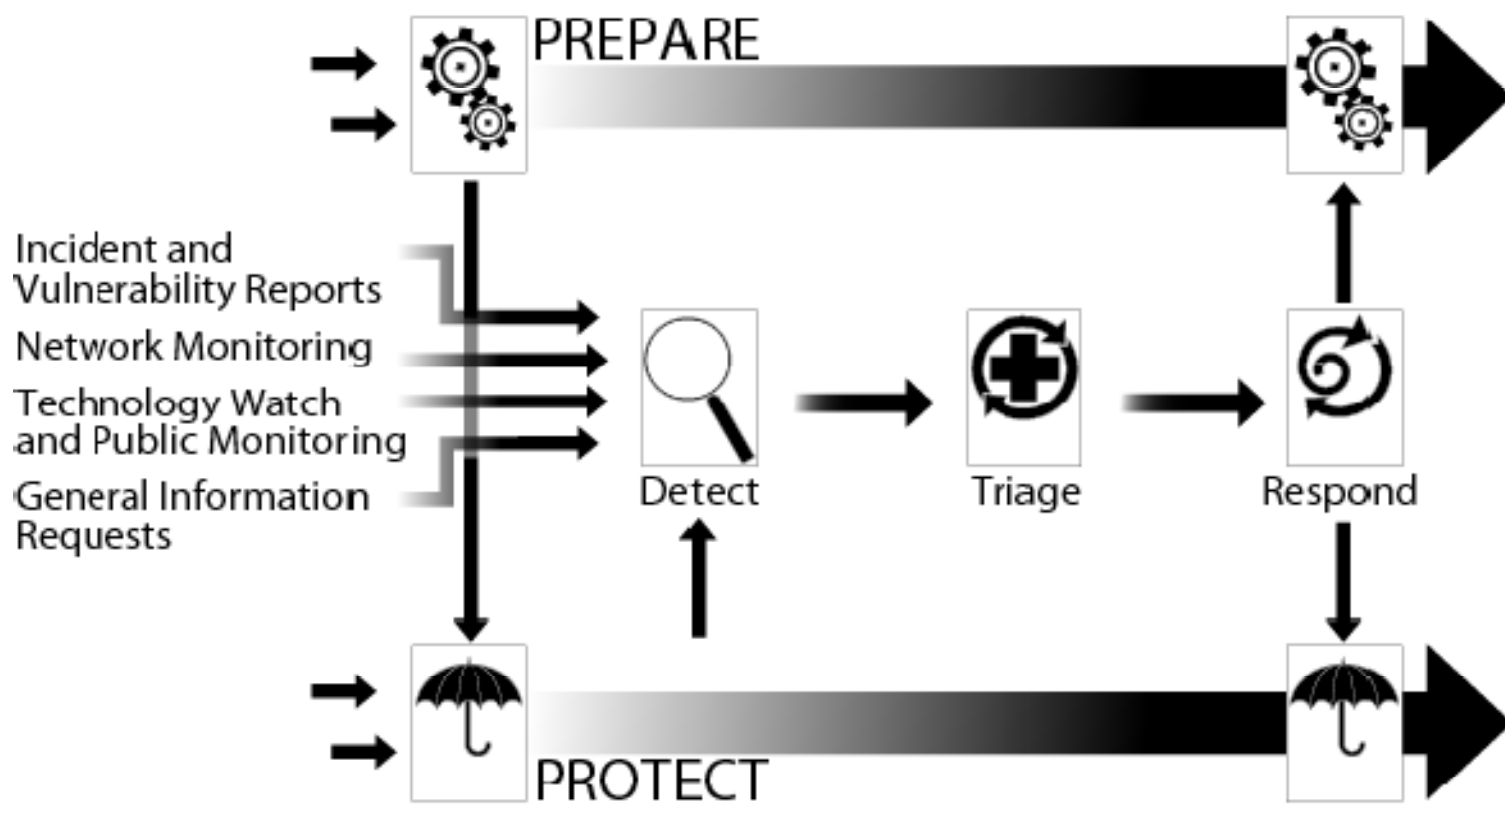 PREPARE
Incident and
Vulnerability Reports
Network Monitoring
Technology Watch
and Public Monitoring
General Information
Requests
Detect
Triage
Respond
PROTECT